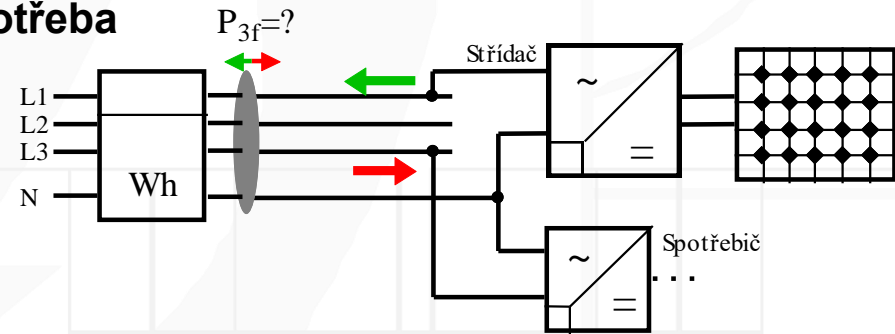 otřeba
P3f=?
Střídač
L1
L2
L3
N
Wh
~
=
Spotřebič
~
=
...